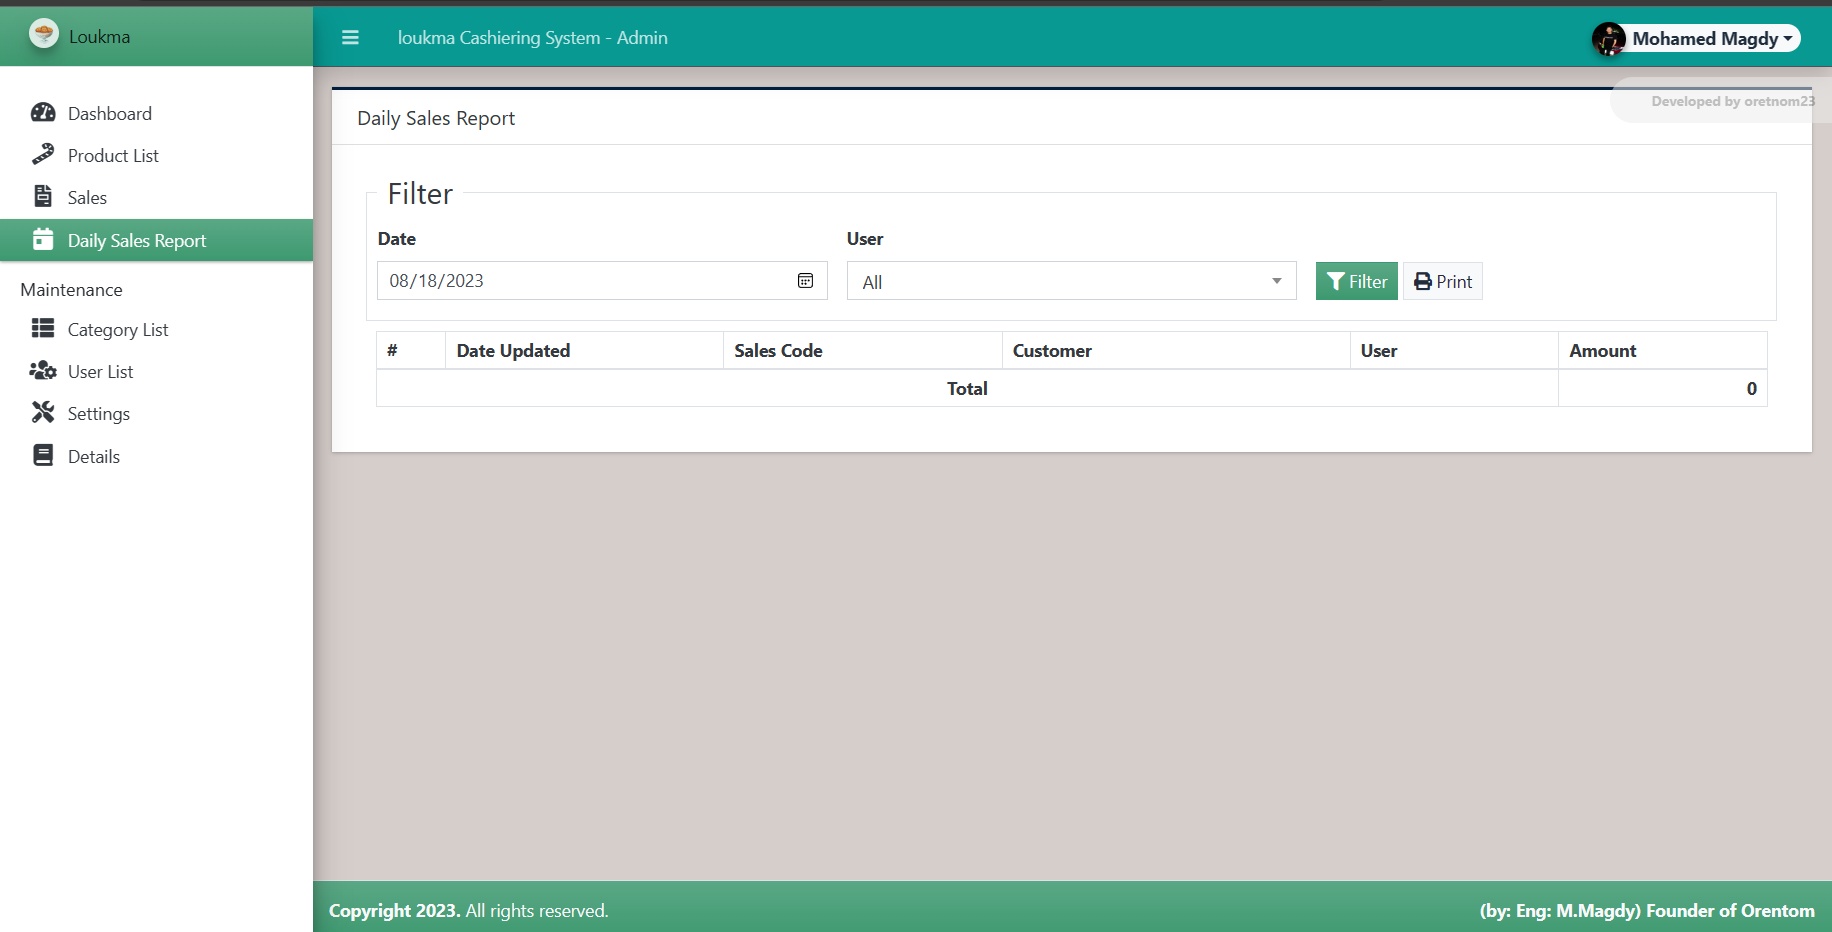 Loukma
loukma Cashiering System - Admin
Mohamed Magdy
Developed by oretnom23
Dashboard
Product List
Sales
Daily Sales Report
Maintenance
Category List
User List
Settings
Details
Daily Sales Report
Filter
Date User
08/18/2023 All Filter Print
# Date Updated Sales Code Customer User Amount
Total 0
Copyright 2023. All rights reserved. (by: Eng: M.Magdy) Founder of Orentom